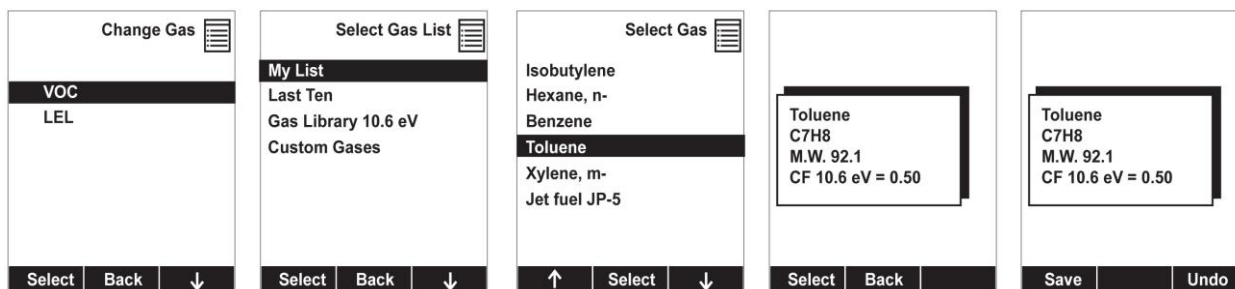 Change Gas
VOC
LEL
Select Back ↓
Select Gas List
My List
Last Ten
Gas Library 10.6 eV
Custom Gases
Select Back ↓
Select Gas
Isobutylene
Hexane, n-
Benzene
Toluene
Xylene, m-
Jet fuel JP-5
↑ Select ↓
Toluene
C7H8
M.W. 92.1
CF 10.6 eV = 0.50
Select Back
Toluene
C7H8
M.W. 92.1
CF 10.6 eV = 0.50
Save Undo